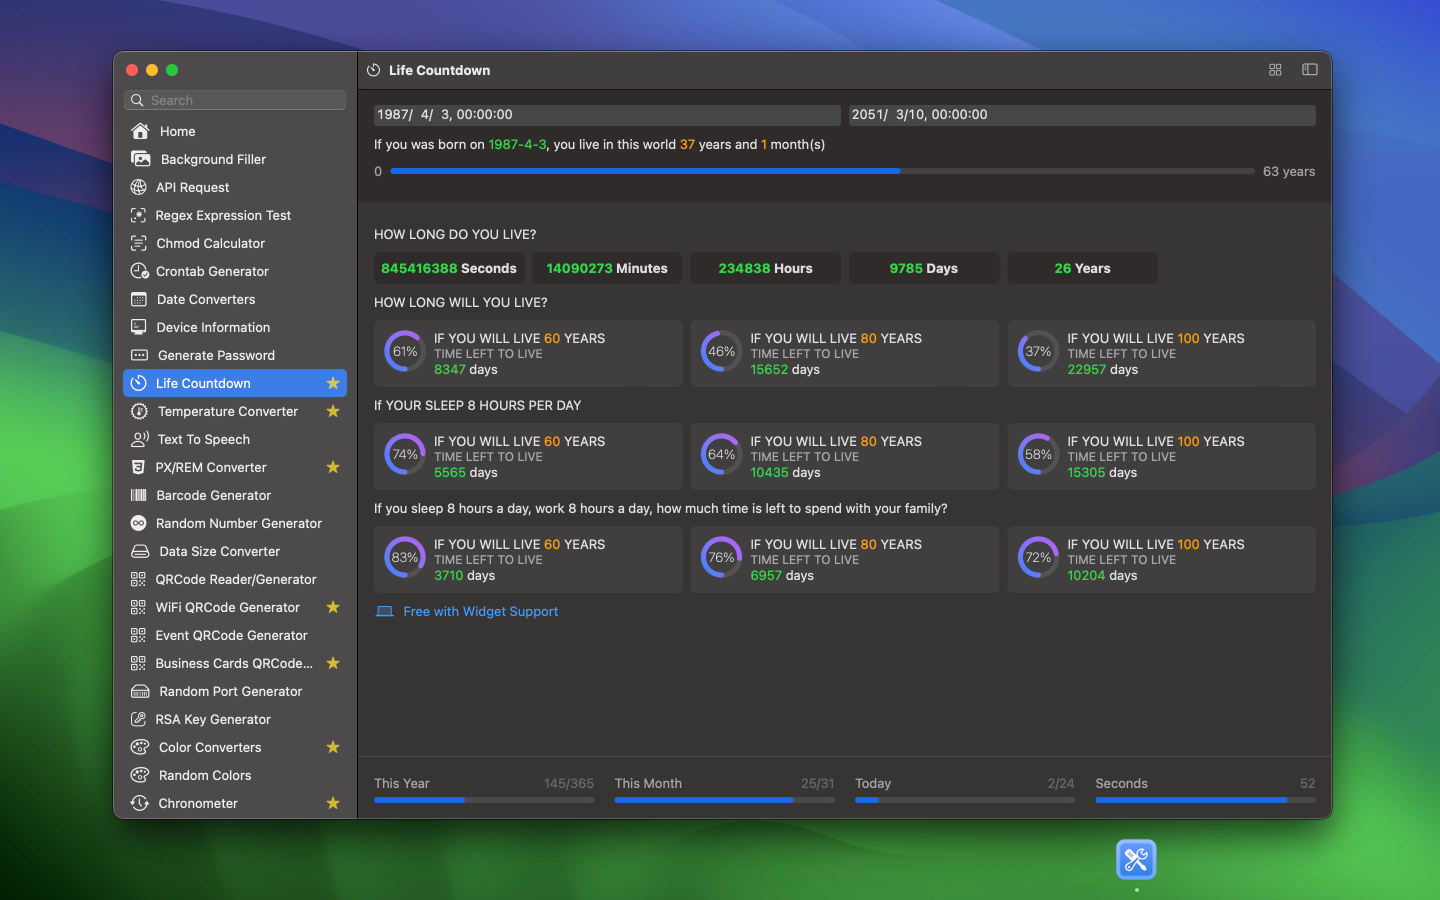 Search
Home
Background Filler
API Request
Regex Expression Test
Chmod Calculator
Crontab Generator
Date Converters
Device Information
Generate Password
Life Countdown
Temperature Converter
Text To Speech
PX/REM Converter
Barcode Generator
Random Number Generator
Data Size Converter
QRCode Reader/Generator
WiFi QRCode Generator
Event QRCode Generator
Business Cards QRCode...
Random Port Generator
RSA Key Generator
Color Converters
Random Colors
Chronometer
Life Countdown
1987/ 4/ 3, 00:00:00
2051/ 3/10, 00:00:00
If you was born on 1987-4-3, you live in this world 37 years and 1 month(s)
0
63 years
HOW LONG DO YOU LIVE?
845416388 Seconds
14090273 Minutes
234838 Hours
9785 Days
26 Years
HOW LONG WILL YOU LIVE?
61%
IF YOU WILL LIVE 60 YEARS
TIME LEFT TO LIVE
8347 days
46%
IF YOU WILL LIVE 80 YEARS
TIME LEFT TO LIVE
15652 days
37%
IF YOU WILL LIVE 100 YEARS
TIME LEFT TO LIVE
22957 days
If YOUR SLEEP 8 HOURS PER DAY
74%
IF YOU WILL LIVE 60 YEARS
TIME LEFT TO LIVE
5565 days
64%
IF YOU WILL LIVE 80 YEARS
TIME LEFT TO LIVE
10435 days
58%
IF YOU WILL LIVE 100 YEARS
TIME LEFT TO LIVE
15305 days
If you sleep 8 hours a day, work 8 hours a day, how much time is left to spend with your family?
83%
IF YOU WILL LIVE 60 YEARS
TIME LEFT TO LIVE
3710 days
76%
IF YOU WILL LIVE 80 YEARS
TIME LEFT TO LIVE
6957 days
72%
IF YOU WILL LIVE 100 YEARS
TIME LEFT TO LIVE
10204 days
Free with Widget Support
This Year
145/365
This Month
25/31
Today
2/24
Seconds
52